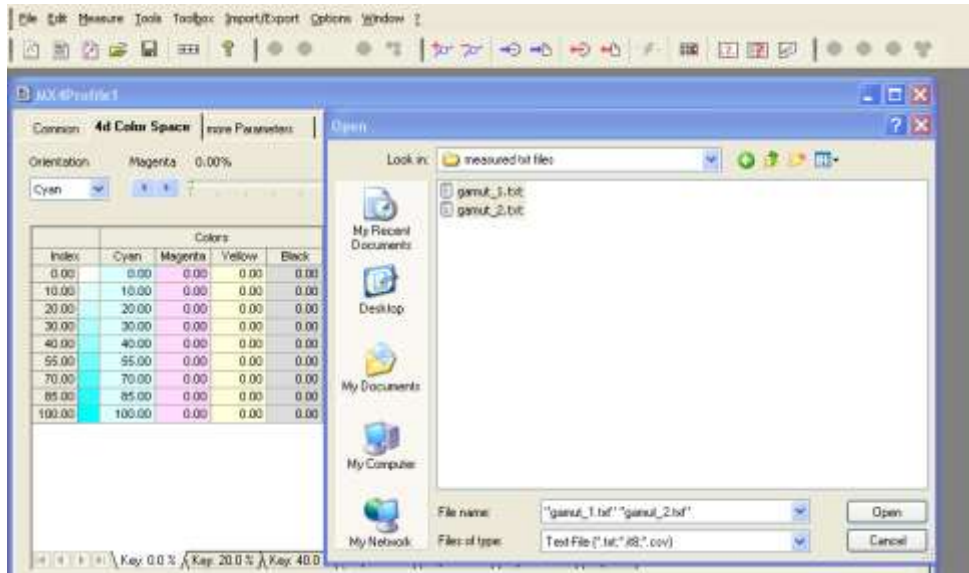 File Edit Measure Tools Toolbox Import/Export Options Window ?
MX4Profile1
Common 4d Color Space more Parameters
Orientation Magenta 0.00%
Cyan
Colors
Index Cyan Magenta Yellow Black
0.00 0.00 0.00 0.00 0.00
10.00 10.00 0.00 0.00 0.00
20.00 20.00 0.00 0.00 0.00
30.00 30.00 0.00 0.00 0.00
40.00 40.00 0.00 0.00 0.00
55.00 55.00 0.00 0.00 0.00
70.00 70.00 0.00 0.00 0.00
85.00 85.00 0.00 0.00 0.00
100.00 100.00 0.00 0.00 0.00
Key: 0.0 % Key: 20.0 % Key: 40.0
Open
Look in: measured txt files
gamut_1.txt
gamut_2.txt
My Recent Documents
Desktop
My Documents
My Computer
My Network
File name: "gamut_1.txt" "gamut_2.txt" Open
Files of type: Text-File (*.txt;*.it8;*.csv) Cancel